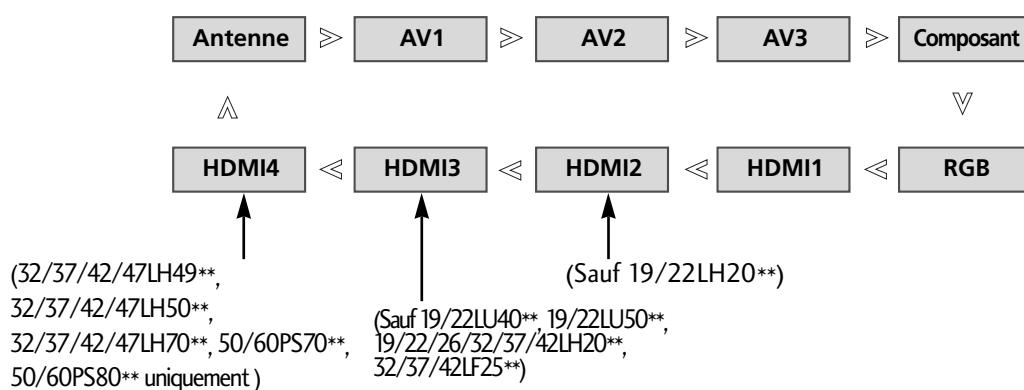 Antenne AV1 AV2 AV3 Composant
HDMI4 HDMI3 HDMI2 HDMI1 RGB
(32/37/42/47LH49**,
32/37/42/47LH50**,
32/37/42/47LH70**, 50/60PS70**,
50/60PS80** uniquement )
(Sauf 19/22LU40**, 19/22LU50**,
19/22/26/32/37/42LH20**,
32/37/42LF25**)
(Sauf 19/22LH20**)